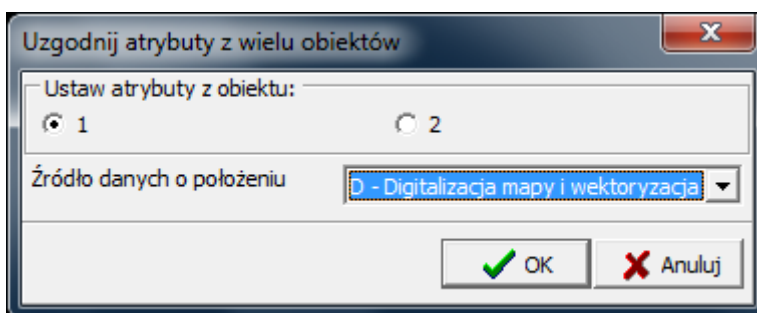 Uzgodnij atrybuty z wielu obiektów
Ustaw atrybuty z obiektu:
1 2
Źródło danych o położeniu D - Digitalizacja mapy i wektoryzacja
OK Anuluj